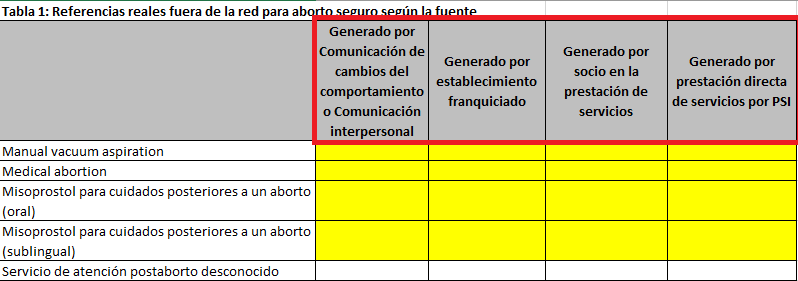 Tabla 1: Referencias reales fuera de la red para aborto seguro según la fuente
Generado por
Comunicación de
cambios del
comportamiento
o Comunicación
interpersonal
Generado por
establecimiento
franquiciado
Generado por
socio en la
prestación de
servicios
Generado por
prestación directa
de servicios por PSI
Manual vacuum aspiration
Medical abortion
Misoprostol para cuidados posteriores a un aborto
(oral)
Misoprostol para cuidados posteriores a un aborto
(sublingual)
Servicio de atención postaborto desconocido